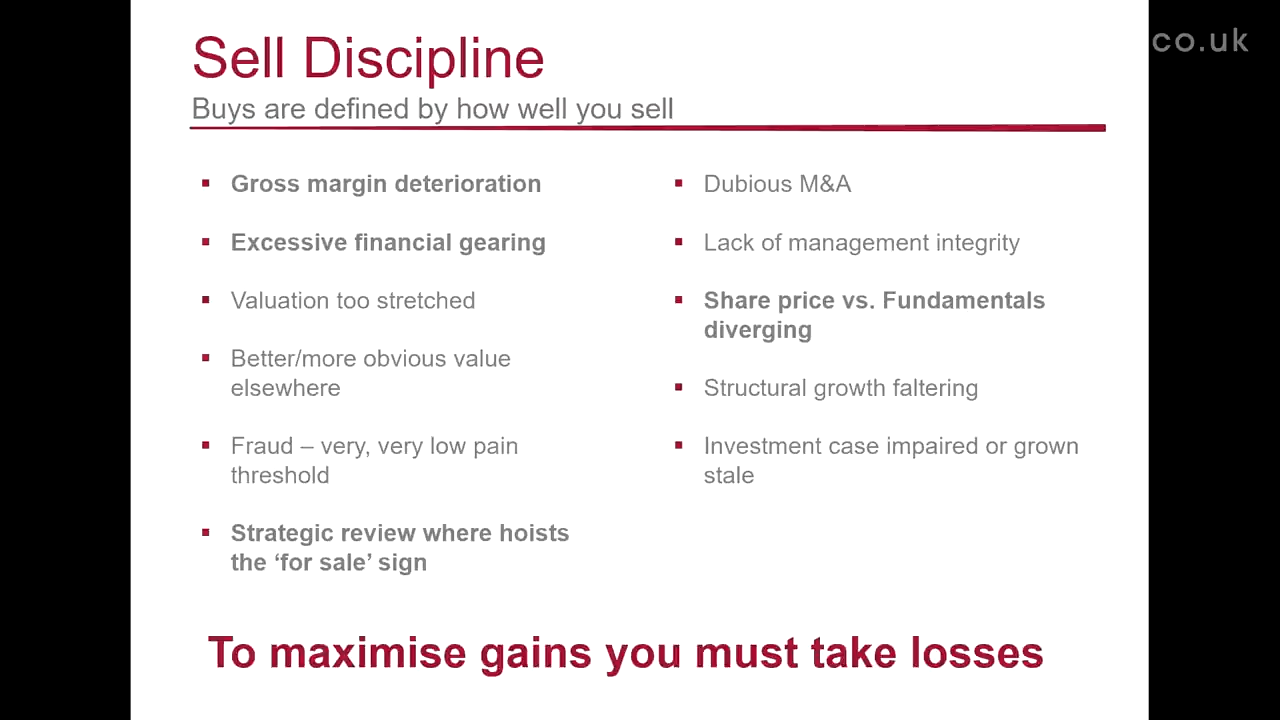 co.uk
Sell Discipline
Buys are defined by how well you sell
▪ Gross margin deterioration
▪ Excessive financial gearing
▪ Valuation too stretched
▪ Better/more obvious value
elsewhere
▪ Fraud – very, very low pain
threshold
▪ Strategic review where hoists
the ‘for sale’ sign
▪ Dubious M&A
▪ Lack of management integrity
▪ Share price vs. Fundamentals
diverging
▪ Structural growth faltering
▪ Investment case impaired or grown
stale
To maximise gains you must take losses